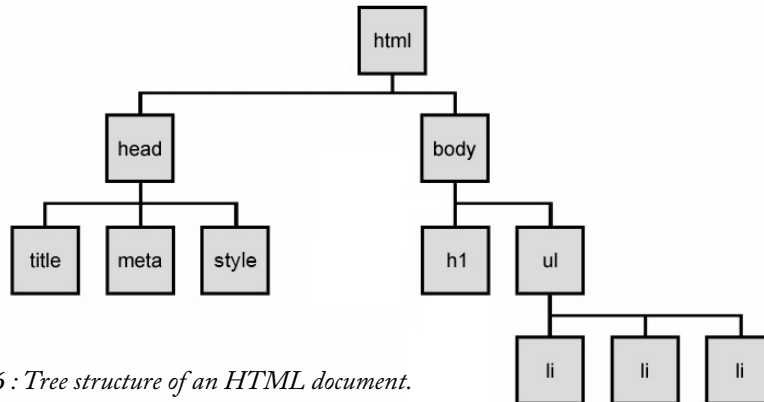 html
head body
title meta style h1 ul
li li li
6 : Tree structure of an HTML document.